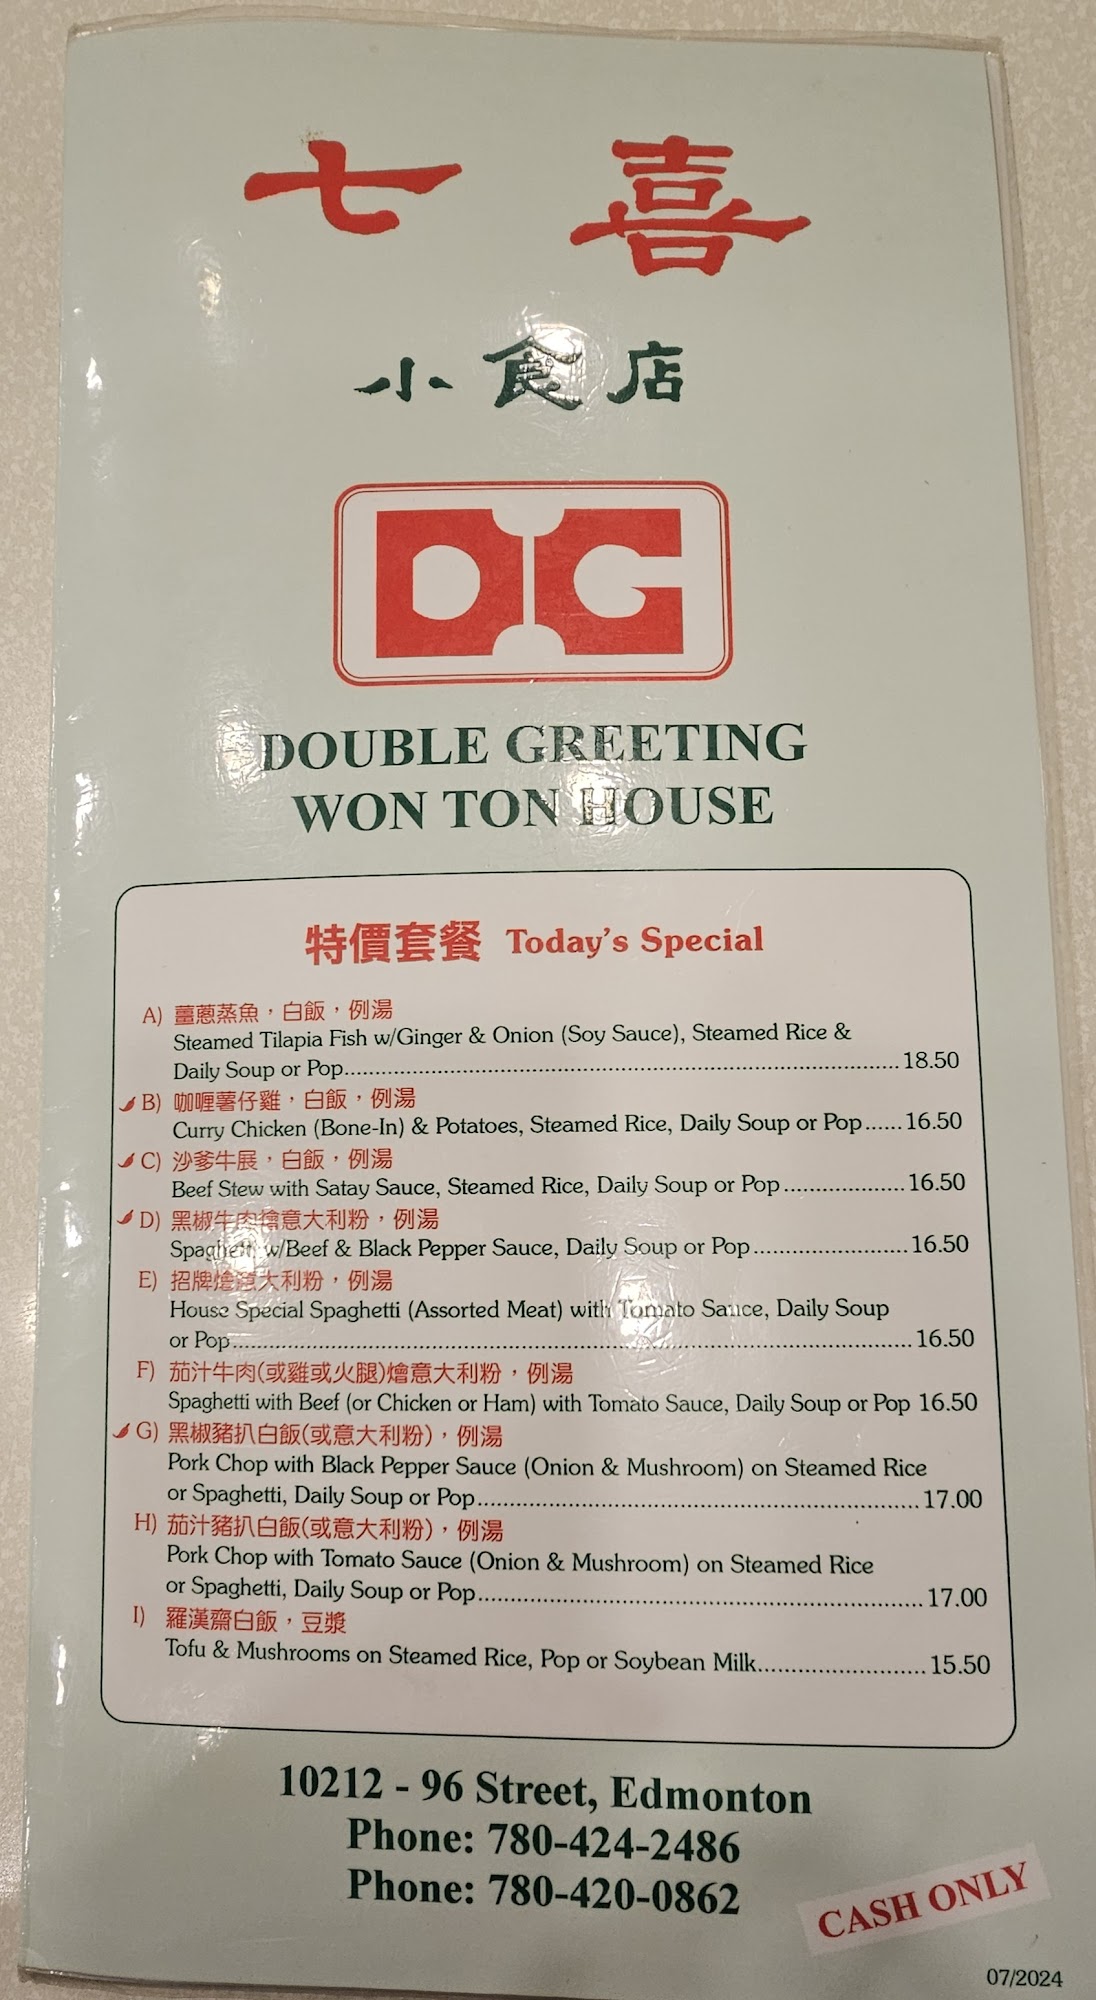 七喜
小食店
DG
DOUBLE GREETING
WON TON HOUSE
特價套餐 Today's Special
A) 薑蔥蒸魚，白飯，例湯
Steamed Tilapia Fish w/Ginger & Onion (Soy Sauce), Steamed Rice &
Daily Soup or Pop 18.50
B) 咖喱薯仔雞，白飯，例湯
Curry Chicken (Bone-In) & Potatoes, Steamed Rice, Daily Soup or Pop 16.50
C) 沙爹牛展，白飯，例湯
Beef Stew with Satay Sauce, Steamed Rice, Daily Soup or Pop 16.50
D) 黑椒牛肉燴意大利粉，例湯
Spaghetti w/Beef & Black Pepper Sauce, Daily Soup or Pop 16.50
E) 招牌燴意大利粉，例湯
House Special Spaghetti (Assorted Meat) with Tomato Sauce, Daily Soup
or Pop 16.50
F) 茄汁牛肉(或雞或火腿)燴意大利粉，例湯
Spaghetti with Beef (or Chicken or Ham) with Tomato Sauce, Daily Soup or Pop 16.50
G) 黑椒豬扒白飯(或意大利粉)，例湯
Pork Chop with Black Pepper Sauce (Onion & Mushroom) on Steamed Rice
or Spaghetti, Daily Soup or Pop 17.00
H) 茄汁豬扒白飯(或意大利粉)，例湯
Pork Chop with Tomato Sauce (Onion & Mushroom) on Steamed Rice
or Spaghetti, Daily Soup or Pop 17.00
I) 羅漢齋白飯，豆漿
Tofu & Mushrooms on Steamed Rice, Pop or Soybean Milk 15.50
10212 - 96 Street, Edmonton
Phone: 780-424-2486
Phone: 780-420-0862
CASH ONLY
07/2024